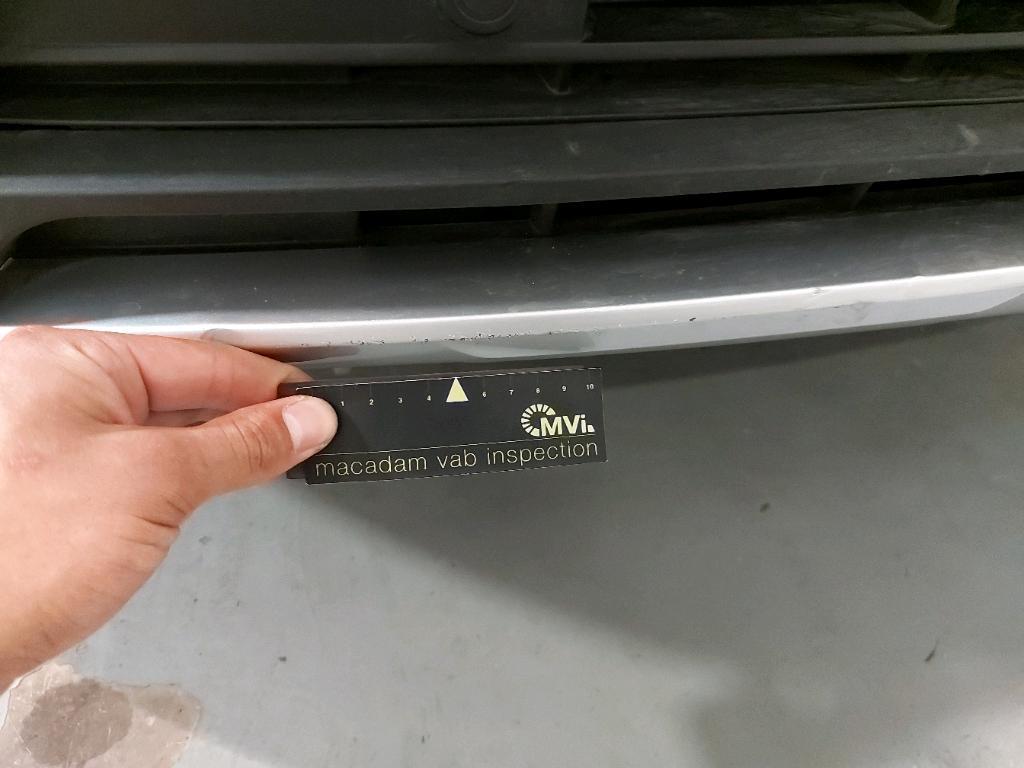 1 2 3 4 6 7 8 9 10
MVi.
macadam vab inspection